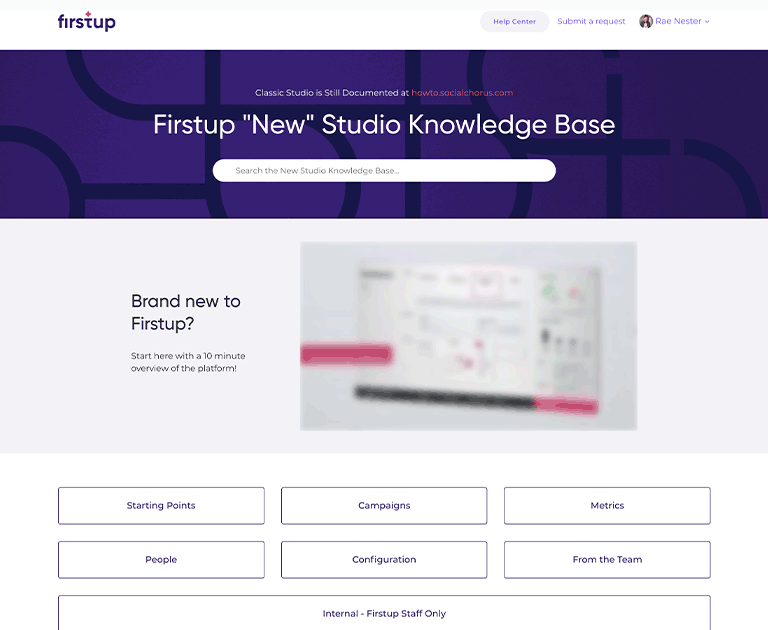 firstup
Help Center
Submit a request
Rae Nester
Classic Studio is Still Documented at howto.socialchorus.com
Firstup "New" Studio Knowledge Base
Search the New Studio Knowledge Base...
Brand new to
Firstup?
Start here with a 10 minute
overview of the platform!
Starting Points
Campaigns
Metrics
People
Configuration
From the Team
Internal - Firstup Staff Only